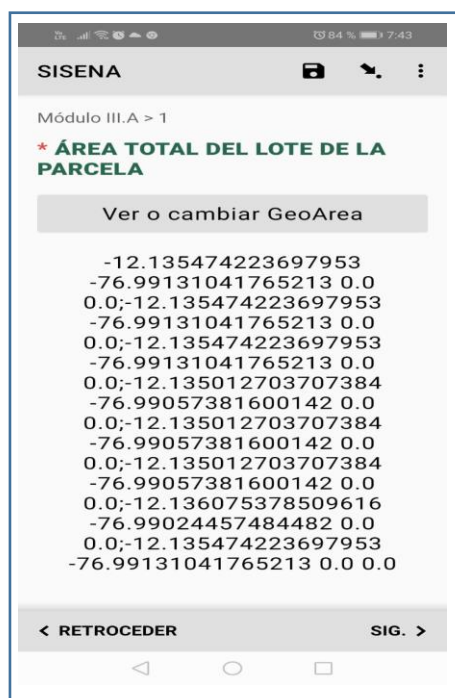 84 % 7:43
SISENA
Módulo III.A > 1
* ÁREA TOTAL DEL LOTE DE LA
PARCELA
Ver o cambiar GeoArea
-12.135474223697953
-76.99131041765213 0.0
0.0;-12.135474223697953
-76.99131041765213 0.0
0.0;-12.135474223697953
-76.99131041765213 0.0
0.0;-12.135012703707384
-76.99057381600142 0.0
0.0;-12.135012703707384
-76.99057381600142 0.0
0.0;-12.135012703707384
-76.99057381600142 0.0
0.0;-12.136075378509616
-76.99024457484482 0.0
0.0;-12.135474223697953
-76.99131041765213 0.0 0.0
< RETROCEDER SIG. >